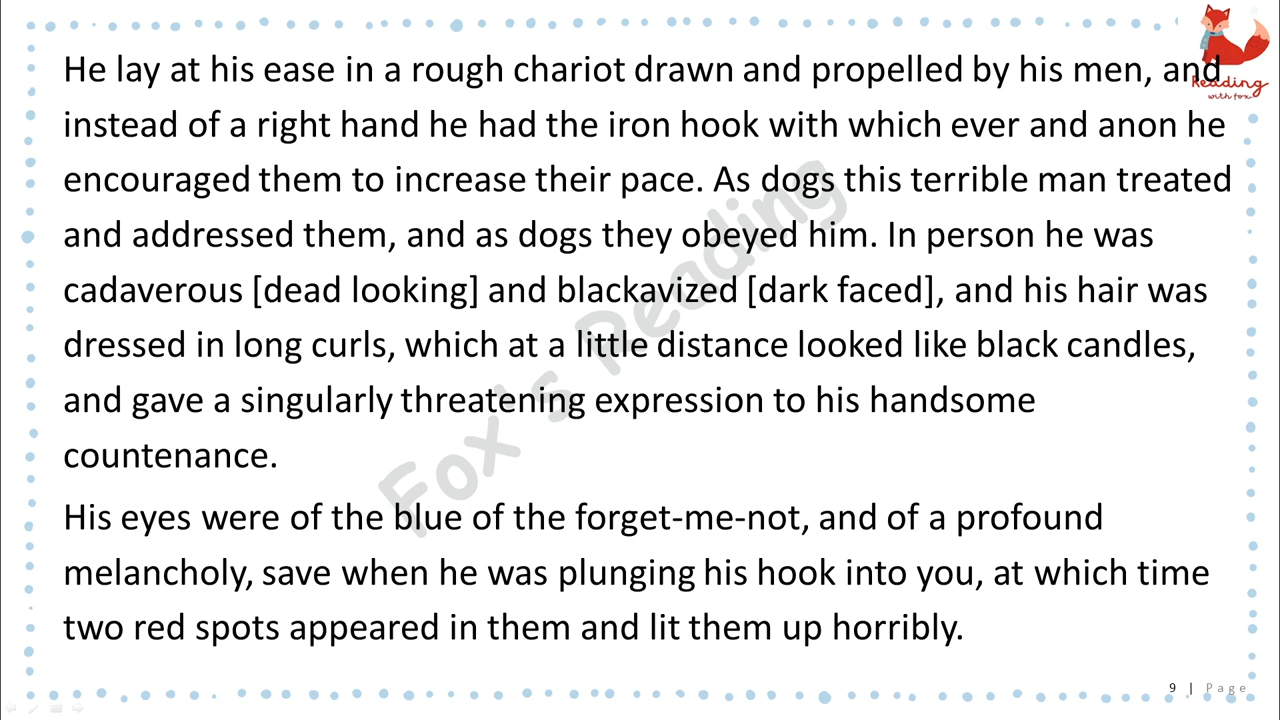 He lay at his ease in a rough chariot drawn and propelled by his men, and
Reading
with fox
instead of a right hand he had the iron hook with which ever and anon he
encouraged them to increase their pace. As dogs this terrible man treated
and addressed them, and as dogs they obeyed him. In person he was
cadaverous [dead looking] and blackavized [dark faced], and his hair was
dressed in long curls, which at a little distance looked like black candles,
and gave a singularly threatening expression to his handsome
countenance.
His eyes were of the blue of the forget-me-not, and of a profound
melancholy, save when he was plunging his hook into you, at which time
two red spots appeared in them and lit them up horribly.
Fox's Reading
9 | Page